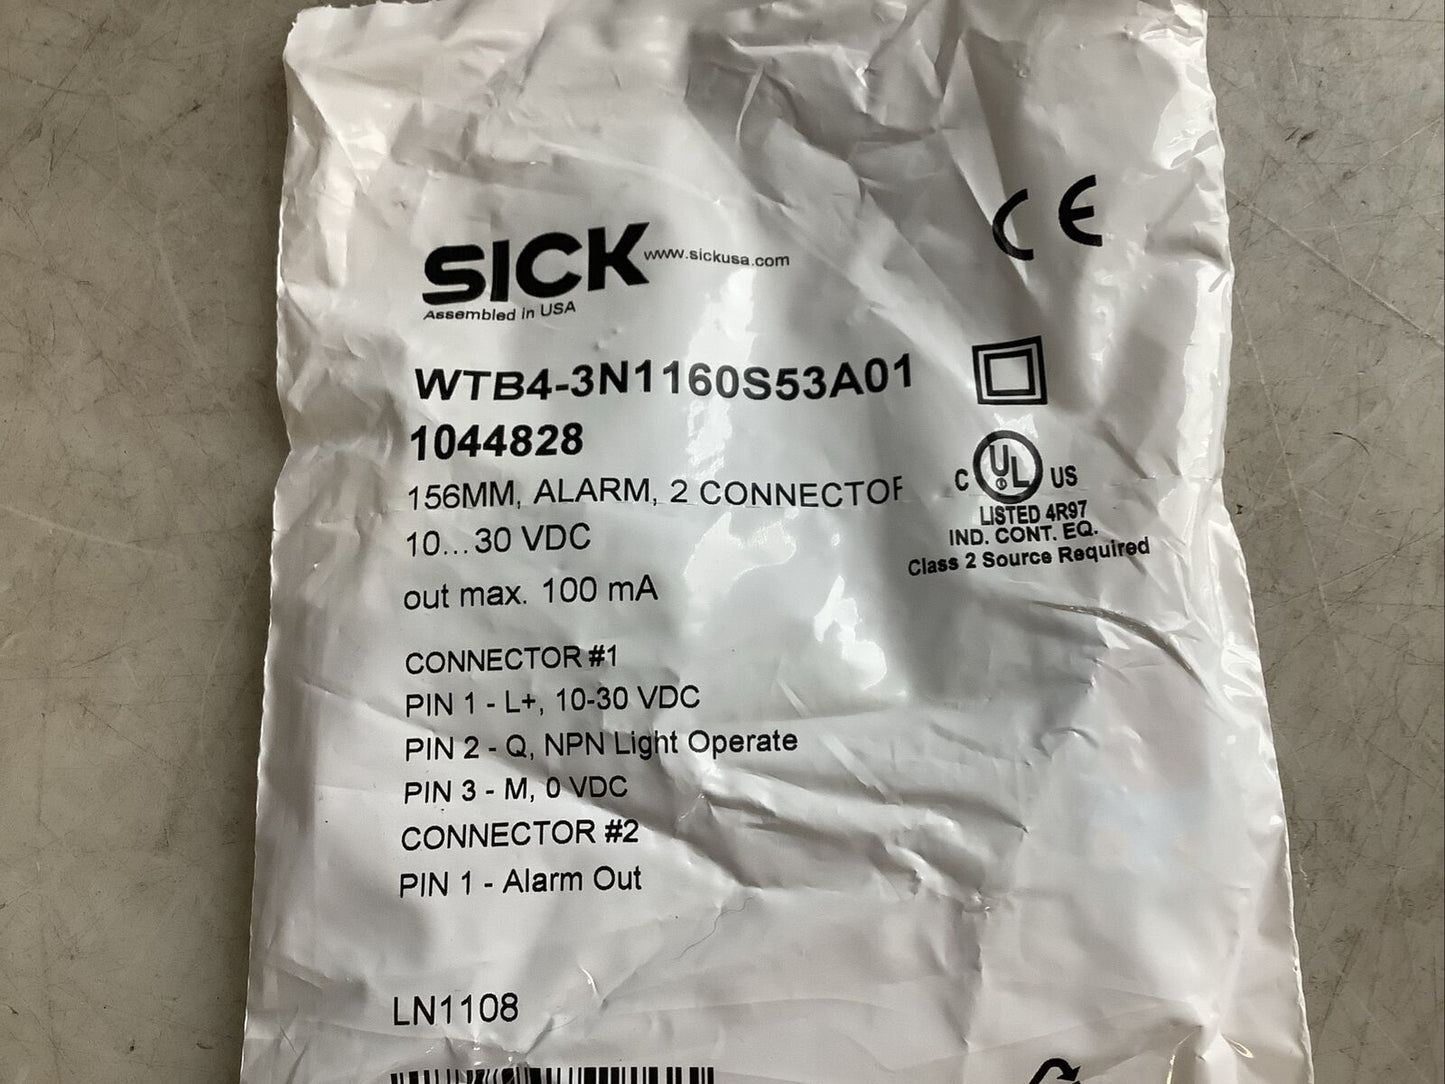 CE
SICK www.sickusa.com
Assembled in USA
WTB4-3N1160S53A01
1044828
156MM, ALARM, 2 CONNECTOR
10...30 VDC
out max. 100 mA
C UL US
LISTED 4R97
IND. CONT. EQ.
Class 2 Source Required
CONNECTOR #1
PIN 1 - L+, 10-30 VDC
PIN 2 - Q, NPN Light Operate
PIN 3 - M, 0 VDC
CONNECTOR #2
PIN 1 - Alarm Out
LN1108